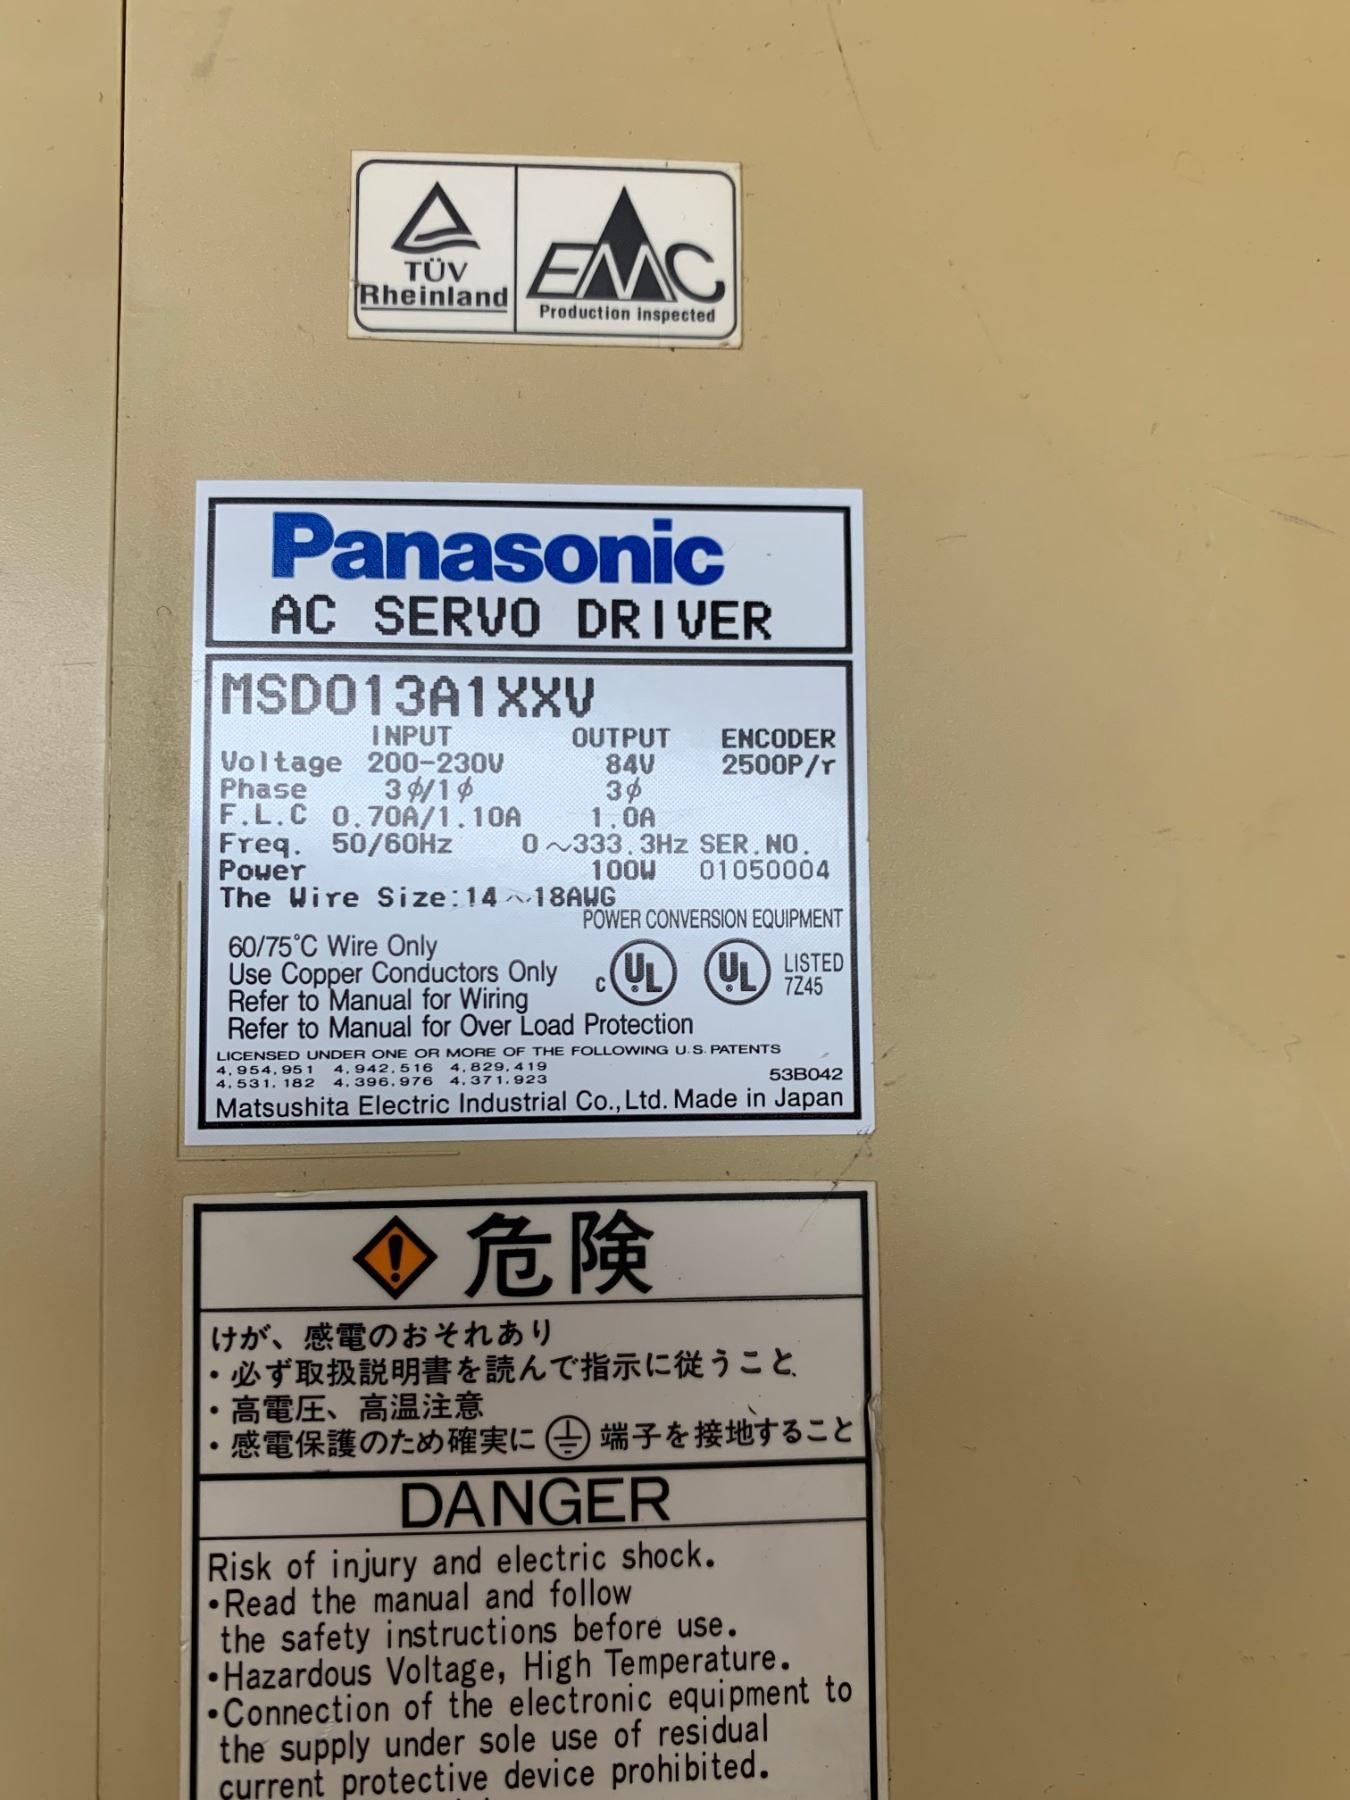 TÜV
Rheinland
EMC
Production inspected
Panasonic
AC SERVO DRIVER
MSD013A1XXV
INPUT OUTPUT ENCODER
Voltage 200-230V 84V 2500P/r
Phase 3ϕ/1ϕ 3ϕ
F.L.C 0.70A/1.10A 1.0A
Freq. 50/60Hz 0~333.3Hz SER.NO.
Power 100W 01050004
The Wire Size:14~18AWG
POWER CONVERSION EQUIPMENT
60/75°C Wire Only
Use Copper Conductors Only
c UL UL LISTED
7Z45
Refer to Manual for Wiring
Refer to Manual for Over Load Protection
LICENSED UNDER ONE OR MORE OF THE FOLLOWING U.S. PATENTS
4,954,951 4,942,516 4,829,419
4,531,182 4,396,976 4,371,923
53B042
Matsushita Electric Industrial Co.,Ltd. Made in Japan
危険
けが、感電のおそれあり
・必ず取扱説明書を読んで指示に従うこと
・高電圧、高温注意
・感電保護のため確実に端子を接地すること
DANGER
Risk of injury and electric shock.
•Read the manual and follow
the safety instructions before use.
•Hazardous Voltage, High Temperature.
•Connection of the electronic equipment to
the supply under sole use of residual
current protective device prohibited.